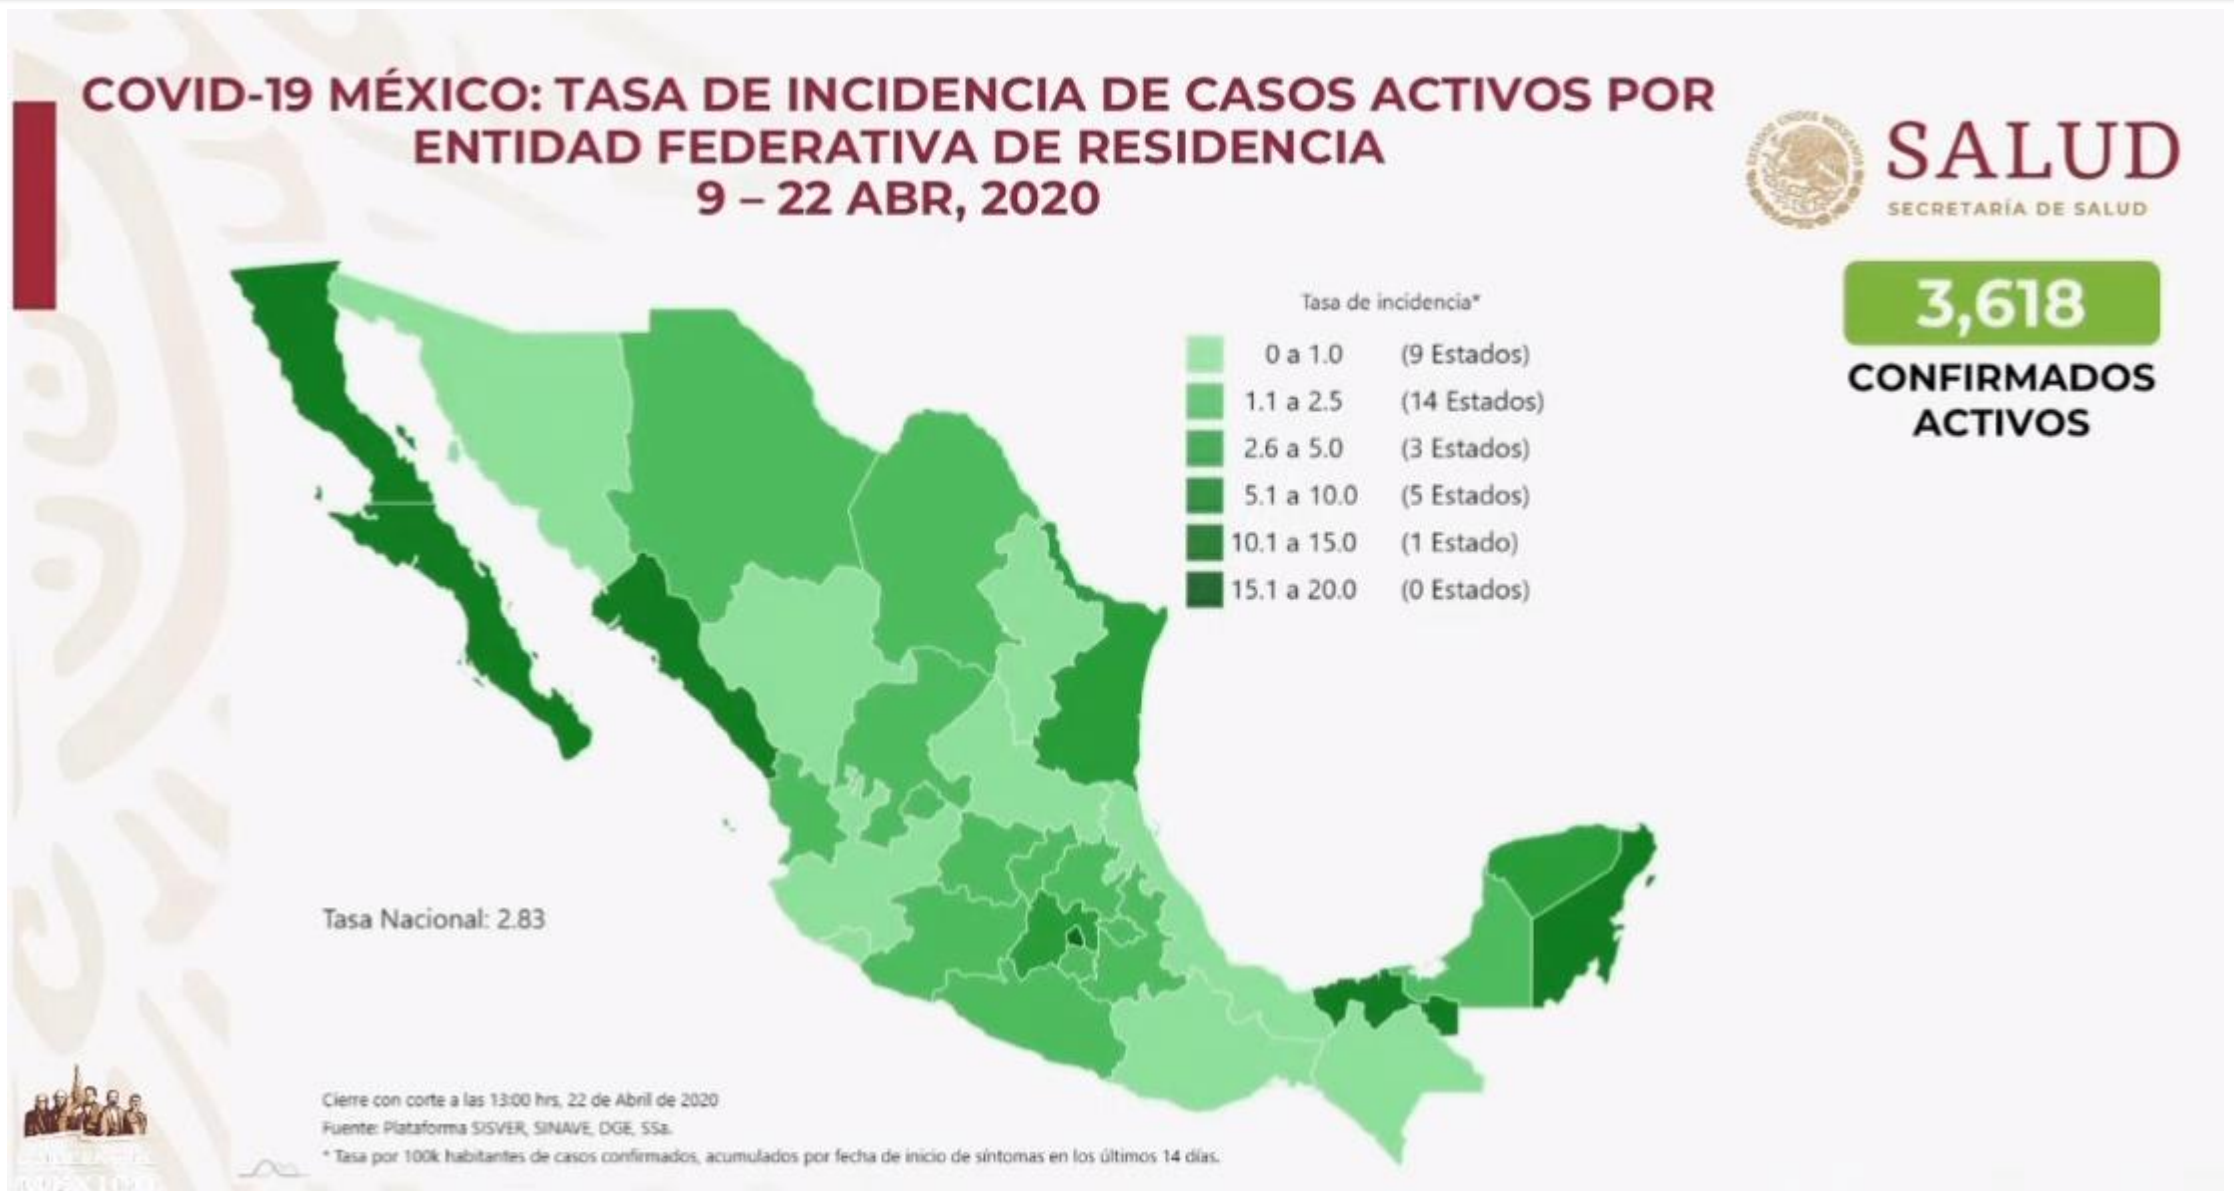 COVID-19 MÉXICO: TASA DE INCIDENCIA DE CASOS ACTIVOS POR
ENTIDAD FEDERATIVA DE RESIDENCIA
9 – 22 ABR, 2020
SALUD
SECRETARÍA DE SALUD
3,618
CONFIRMADOS
ACTIVOS
Tasa de incidencia*
0 a 1.0 (9 Estados)
1.1 a 2.5 (14 Estados)
2.6 a 5.0 (3 Estados)
5.1 a 10.0 (5 Estados)
10.1 a 15.0 (1 Estado)
15.1 a 20.0 (0 Estados)
Tasa Nacional: 2.83
Cierre con corte a las 13:00 hrs, 22 de Abril de 2020
Fuente: Plataforma SISVER, SINAVE, DGE, SSa.
* Tasa por 100k habitantes de casos confirmados, acumulados por fecha de inicio de síntomas en los últimos 14 días.